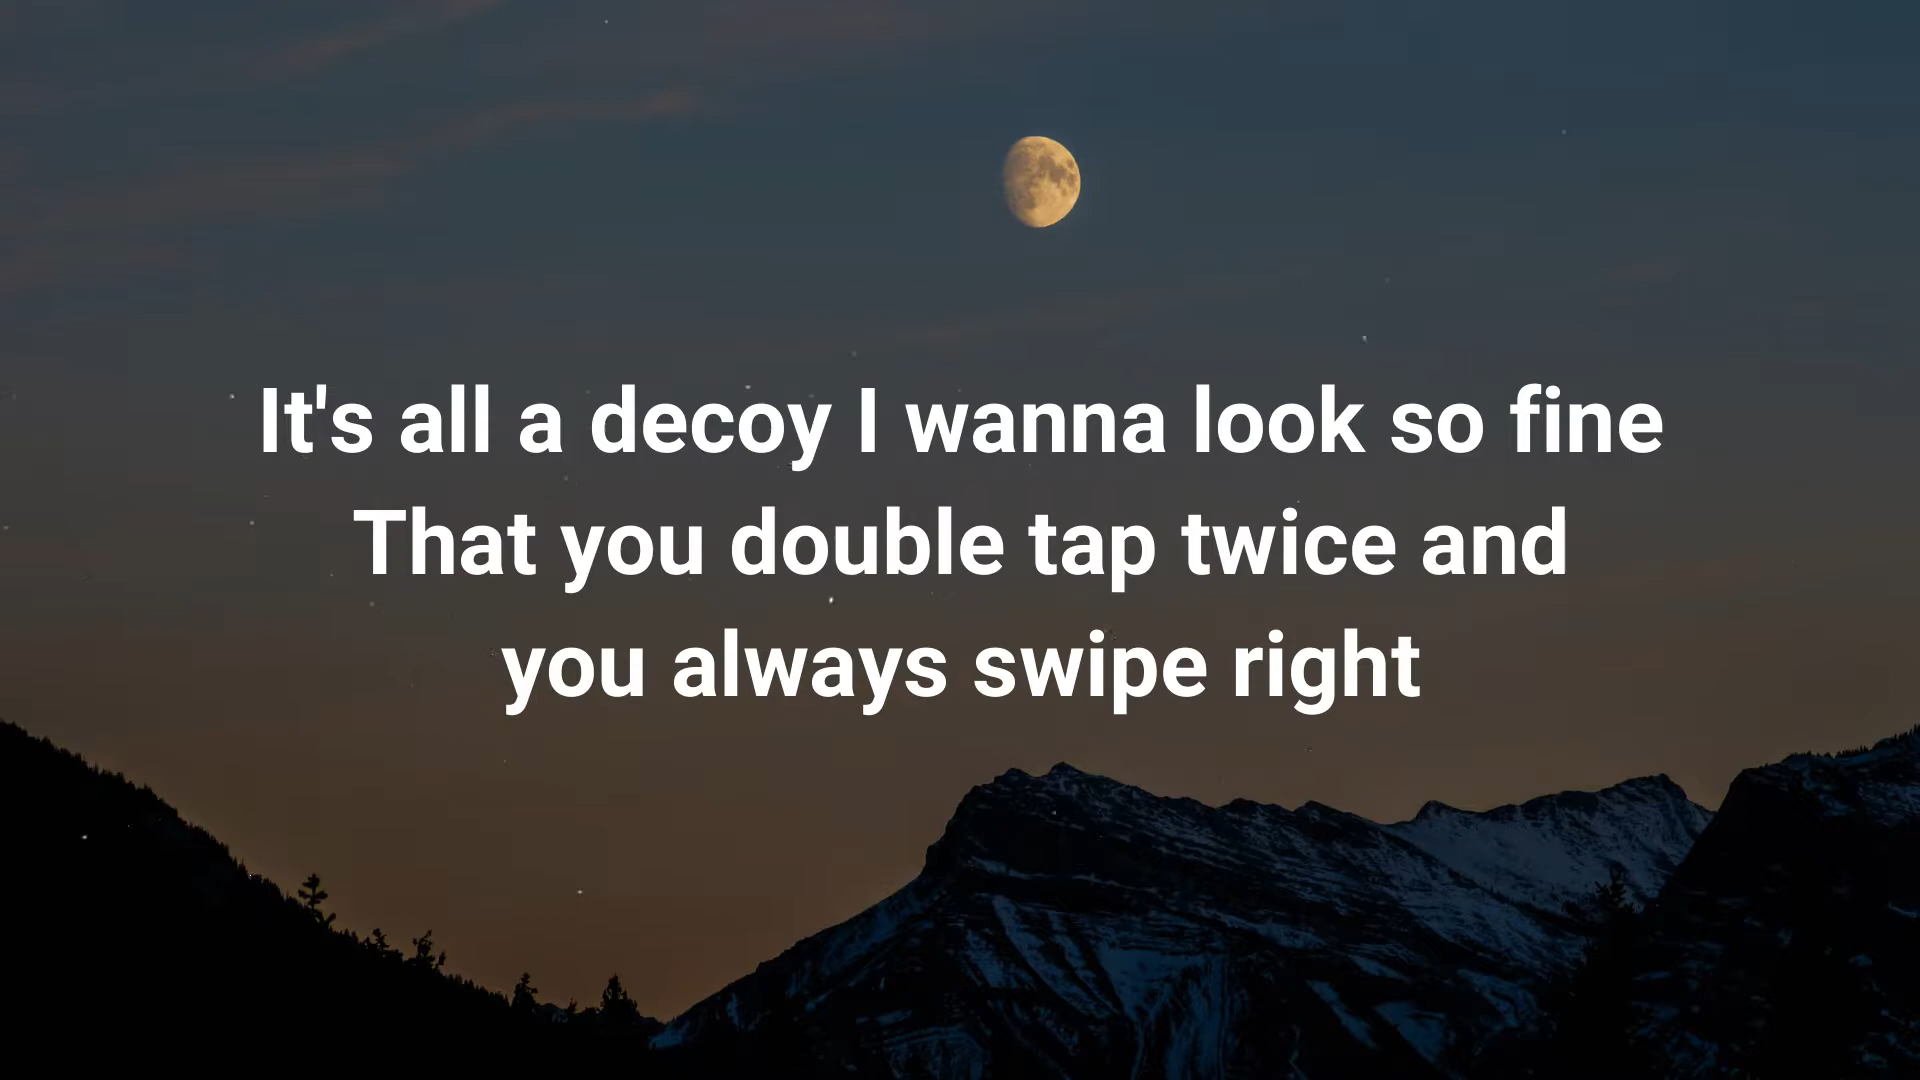 It's all a decoy I wanna look so fine
That you double tap twice and
you always swipe right